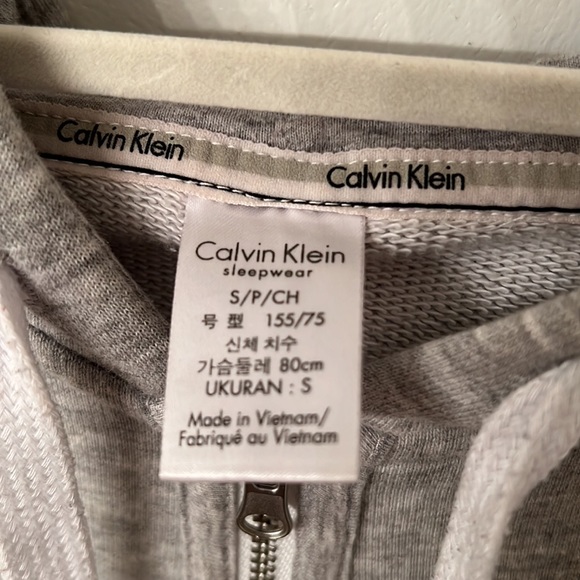 Calvin Klein
Calvin Klein
Calvin Klein
sleepwear
S/P/CH
号 型 155/75
신체 치수
가슴둘레 80cm
UKURAN : S
Made in Vietnam/
Fabriqué au Vietnam